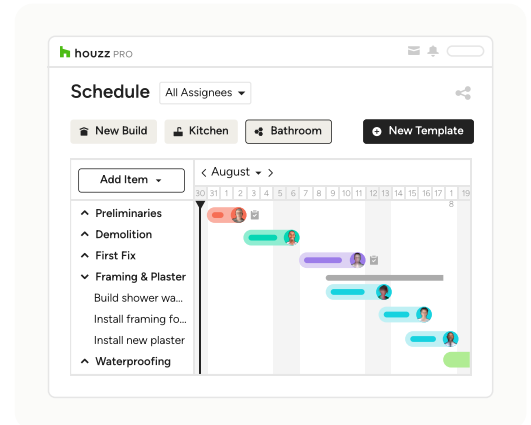 houzz PRO
Schedule
All Assignees
New Build
Kitchen
Bathroom
New Template
Add Item
August
30 31 1 2 3 4 5 6 7 8 9 10 11 12 13 14 15 16 17 1 19
8
Preliminaries
Demolition
First Fix
Framing & Plaster
Build shower wa...
Install framing fo...
Install new plaster
Waterproofing